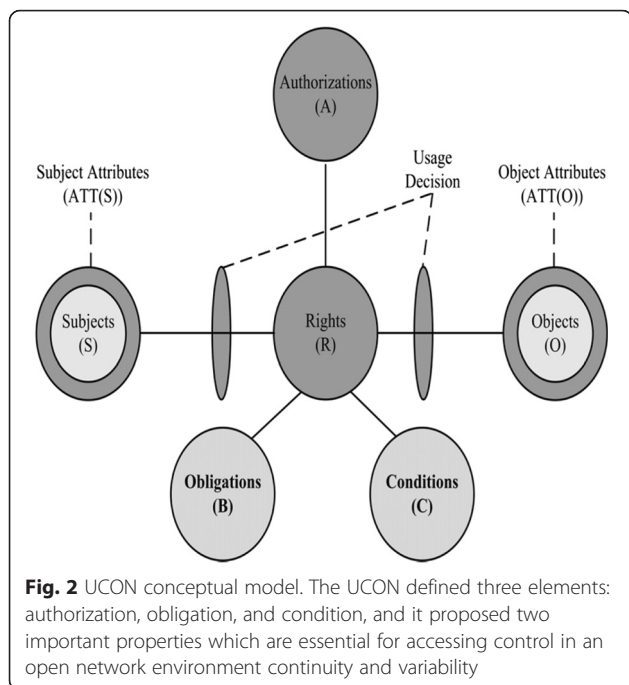 Authorizations
(A)
Subject Attributes
(ATT(S))
Usage
Decision
Object Attributes
(ATT(O))
Subjects
(S)
Rights
(R)
Objects
(O)
Obligations
(B)
Conditions
(C)
Fig. 2 UCON conceptual model. The UCON defined three elements:
authorization, obligation, and condition, and it proposed two
important properties which are essential for accessing control in an
open network environment continuity and variability